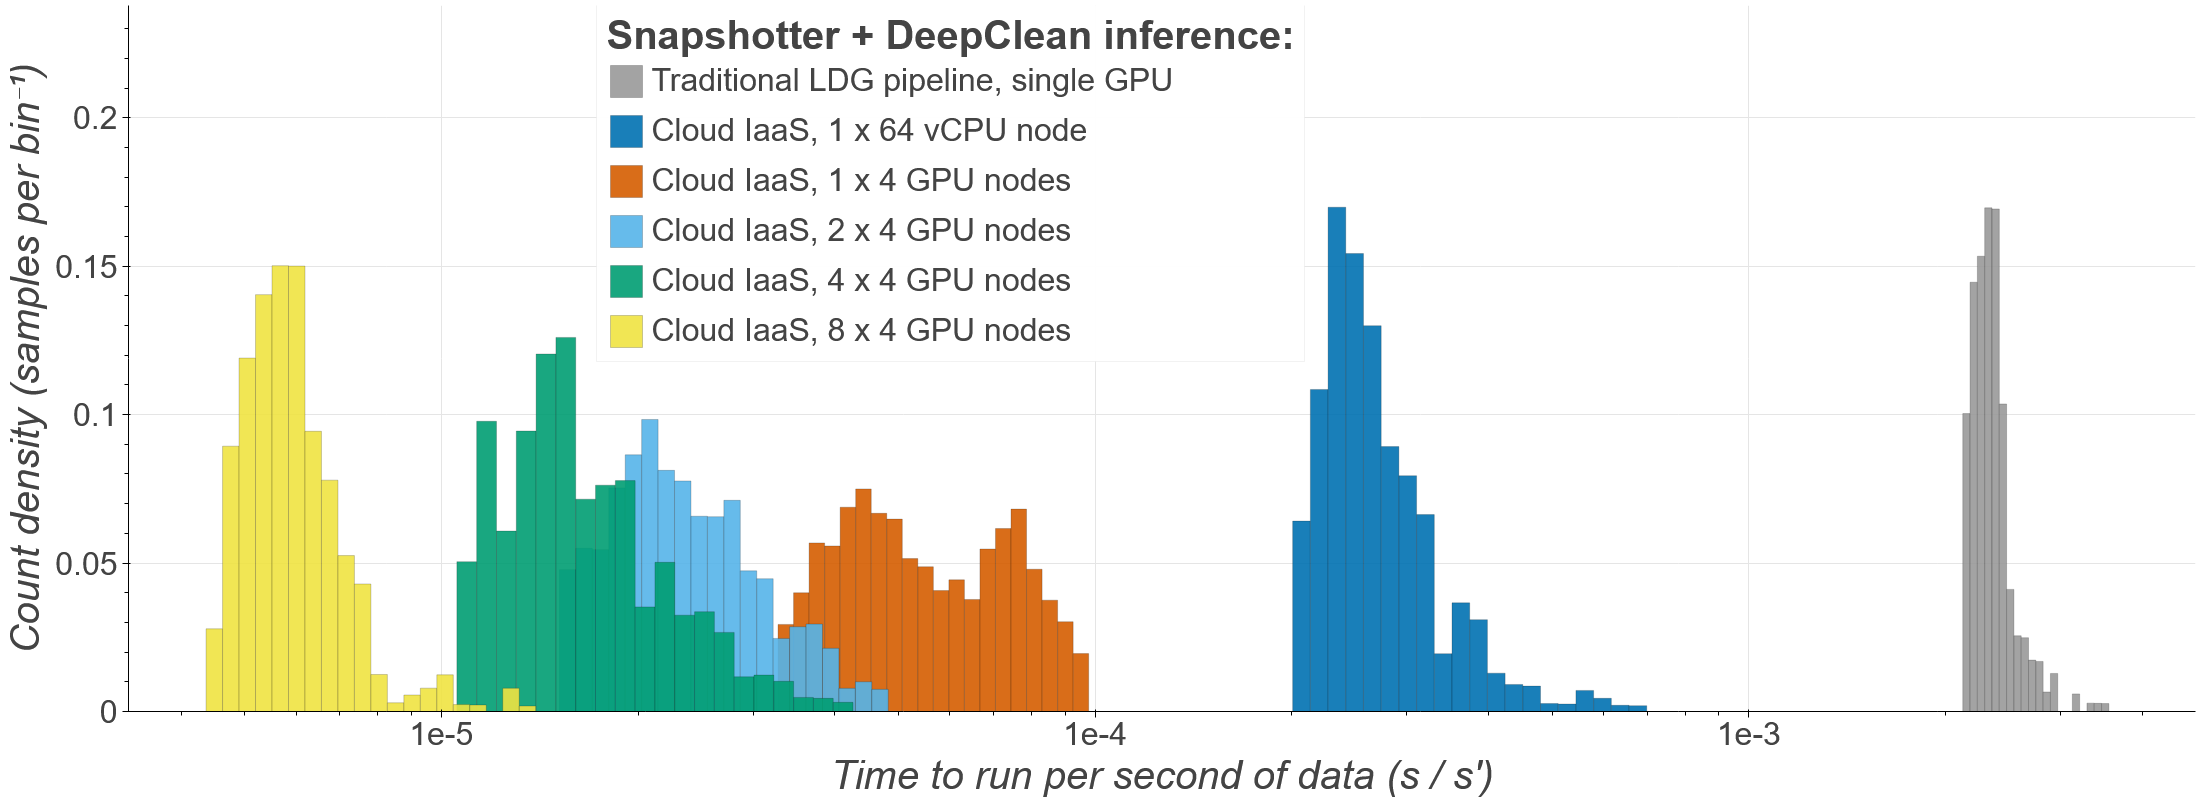 Snapshotter + DeepClean inference:
Traditional LDG pipeline, single GPU
Cloud IaaS, 1 x 64 vCPU node
Cloud IaaS, 1 x 4 GPU nodes
Cloud IaaS, 2 x 4 GPU nodes
Cloud IaaS, 4 x 4 GPU nodes
Cloud IaaS, 8 x 4 GPU nodes
Count density (samples per bin⁻¹)
0.2
0.15
0.1
0.05
0
1e-5
1e-4
1e-3
Time to run per second of data (s / s')